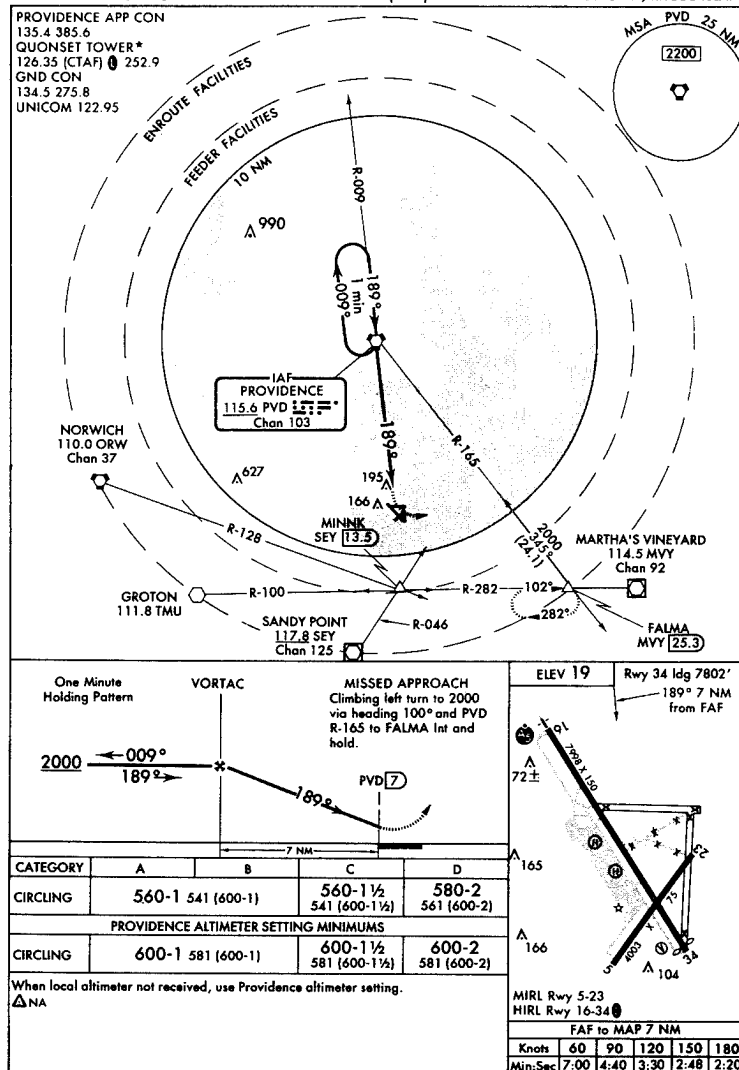 PROVIDENCE APP CON
135.4 385.6
QUONSET TOWER*
126.35 (CTAF) 252.9
GND CON
134.5 275.8
UNICOM 122.95
MSA PVD 25 NM
2200
ENROUTE FACILITIES
FEEDER FACILITIES
10 NM
R-009
990
189°
1 min
009°
IAF
PROVIDENCE
115.6 PVD
Chan 103
189°
R-165
NORWICH
110.0 ORW
Chan 37
627
195
166
R-128
MINNK
SEY 13.5
2000
345°
(24.1)
MARTHA'S VINEYARD
114.5 MVY
Chan 92
GROTON
111.8 TMU
R-100
R-282
102°
282°
SANDY POINT
117.8 SEY
Chan 125
R-046
FALMA
MVY 25.3
One Minute
Holding Pattern
VORTAC
MISSED APPROACH
Climbing left turn to 2000
via heading 100° and PVD
R-165 to FALMA Int and
hold.
2000
009°
189°
189°
PVD 7
7 NM
ELEV 19
Rwy 34 ldg 7802'
189° 7 NM
from FAF
16
7998 X 150
72±
165
166
23
4003 X 75
5
34
104
MIRL Rwy 5-23
HIRL Rwy 16-34
CATEGORY A B C D
CIRCLING 560-1 541 (600-1) 560-1½ 541 (600-1½) 580-2 561 (600-2)
PROVIDENCE ALTIMETER SETTING MINIMUMS
CIRCLING 600-1 581 (600-1) 600-1½ 581 (600-1½) 600-2 581 (600-2)
When local altimeter not received, use Providence altimeter setting.
A NA
FAF to MAP 7 NM
Knots 60 90 120 150 180
Min:Sec 7:00 4:40 3:30 2:48 2:20